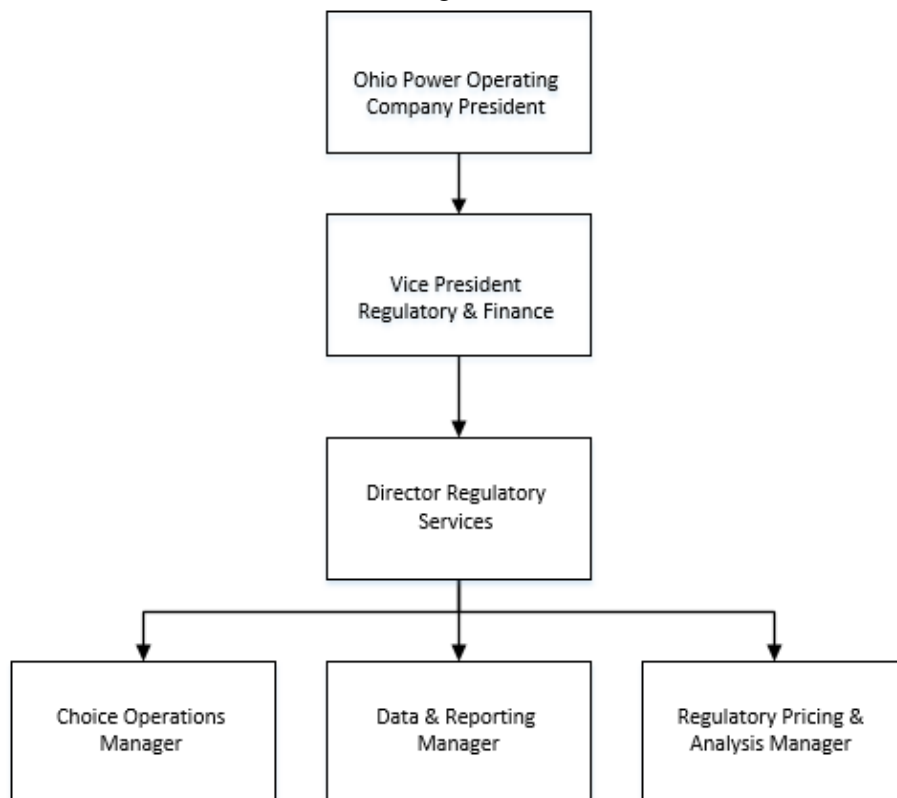 Ohio Power Operating
Company President
Vice President
Regulatory & Finance
Director Regulatory
Services
Choice Operations
Manager
Data & Reporting
Manager
Regulatory Pricing &
Analysis Manager